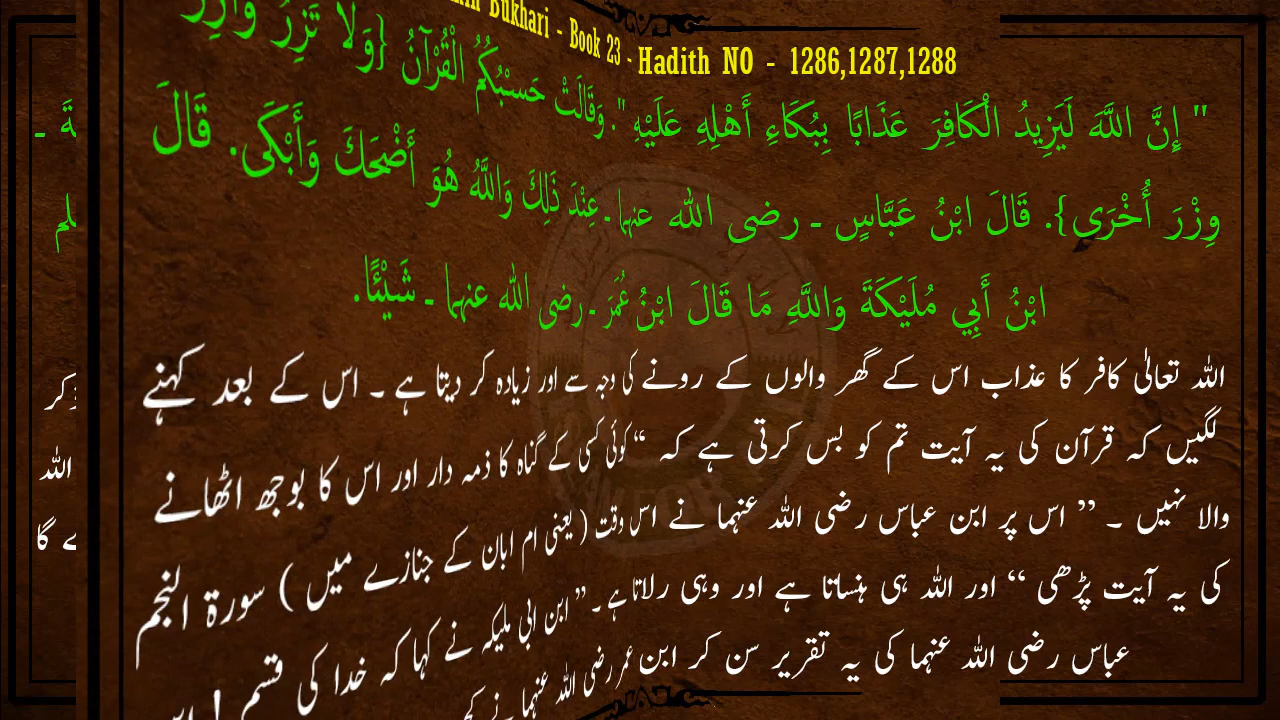 Bukhari - Book 23 - Hadith NO - 1286,1287,1288
" إِنَّ اللَّهَ لَيَزِيدُ الْكَافِرَ عَذَابًا بِبُكَاءِ أَهْلِهِ عَلَيْهِ ". وَقَالَتْ حَسْبُكُمُ الْقُرْآنُ {وَلاَ تَزِرُ وَازِرَةٌ
وِزْرَ أُخْرَى}. قَالَ ابْنُ عَبَّاسٍ ـ رضى الله عنهما ـ عِنْدَ ذَلِكَ وَاللَّهُ هُوَ أَضْحَكَ وَأَبْكَى. قَالَ
ابْنُ أَبِي مُلَيْكَةَ وَاللَّهِ مَا قَالَ ابْنُ عُمَرَ ـ رضى الله عنهما ـ شَيْئًا.
اللہ تعالیٰ کافر کا عذاب اس کے گھر والوں کے رونے کی وجہ سے اور زیادہ کر دیتا ہے ۔ اس کے بعد کہنے
لگیں کہ قرآن کی یہ آیت تم کو بس کرتی ہے کہ “ کوئی کسی کے گناہ کا ذمہ دار اور اس کا بوجھ اٹھانے
والا نہیں ۔ ” اس پر ابن عباس رضی اللہ عنہما نے اس وقت ( یعنی ام ابان کے جنازے میں ) سورۃ النجم
کی یہ آیت پڑھی “ اور اللہ ہی ہنساتا ہے اور وہی رلاتا ہے ۔ ” ابن ابی ملیکہ نے کہا کہ خدا کی قسم !
عباس رضی اللہ عنہما کی یہ تقریر سن کر ابن عمر رضی اللہ عنہما نے